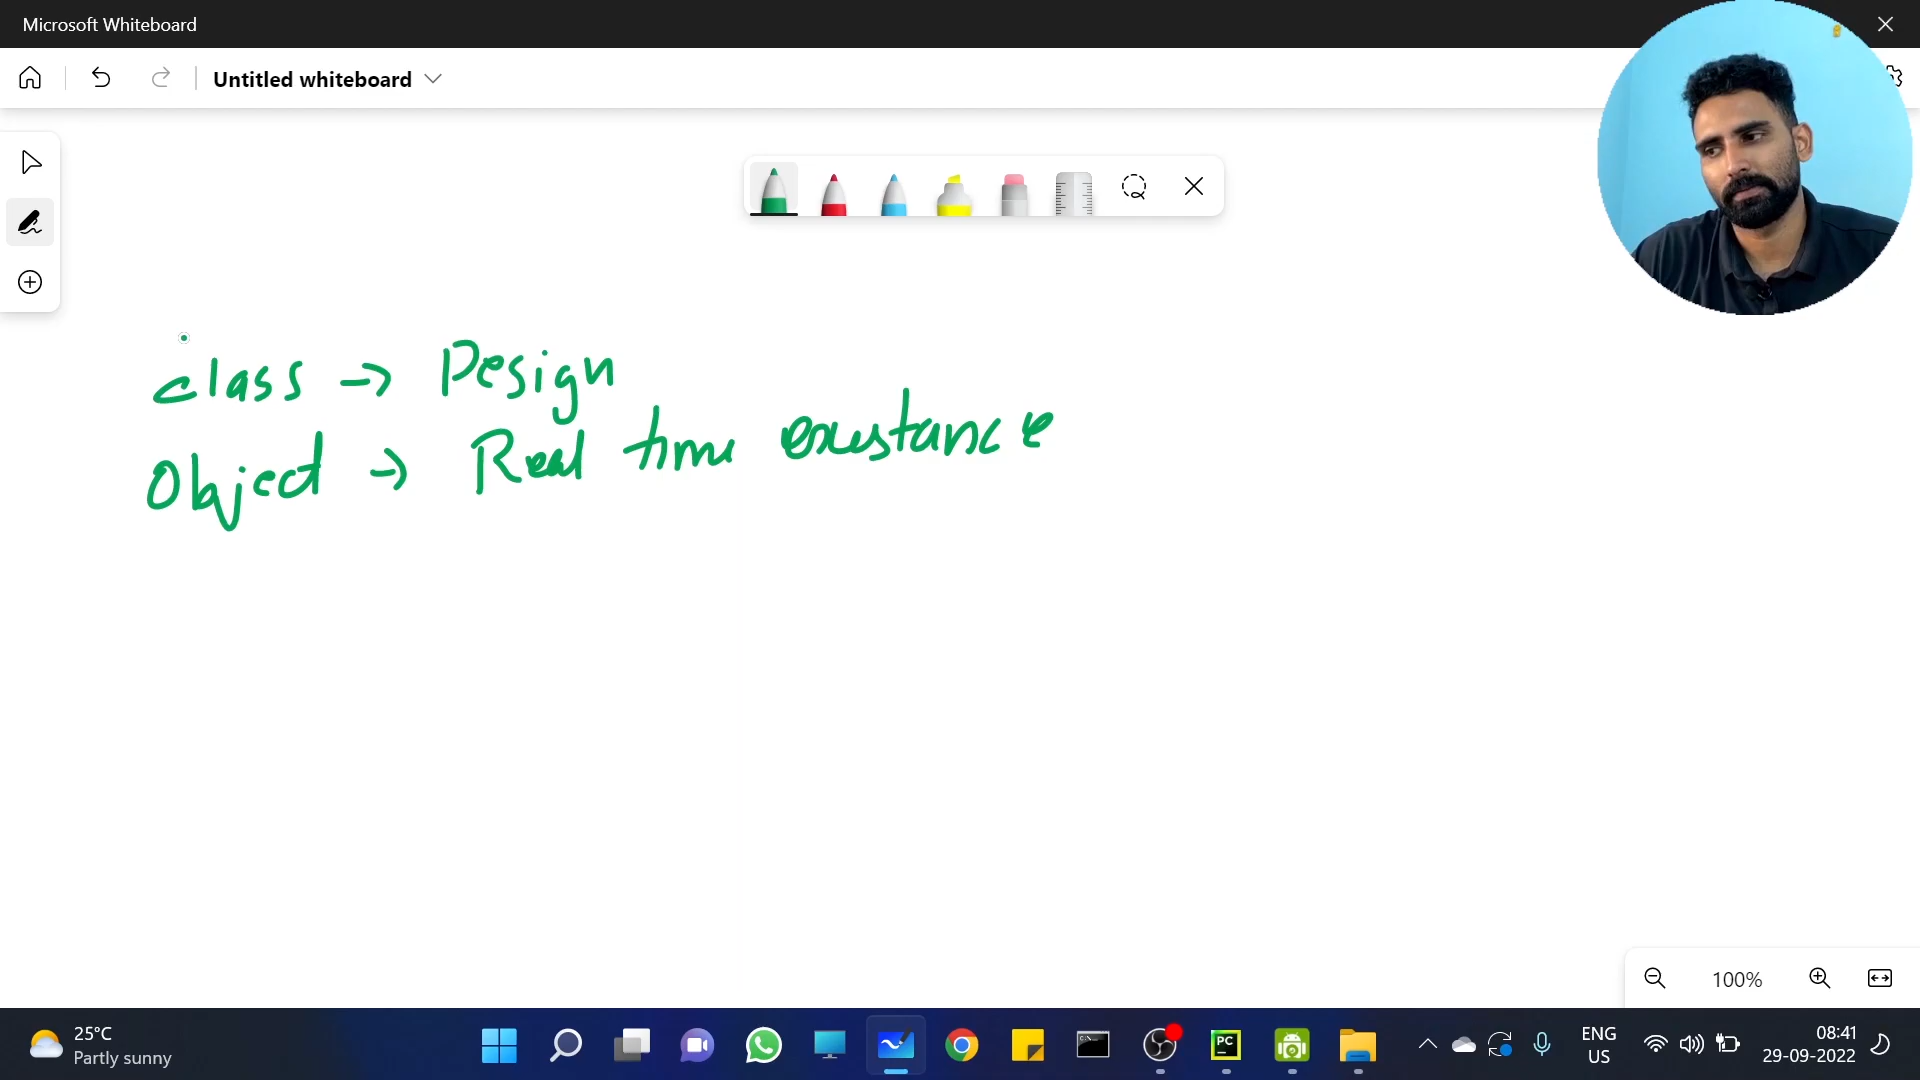 Microsoft Whiteboard
Untitled whiteboard
class → Design
Object → Real time existance
100%
25°C
Partly sunny
PC
ENG
US
08:41
29-09-2022